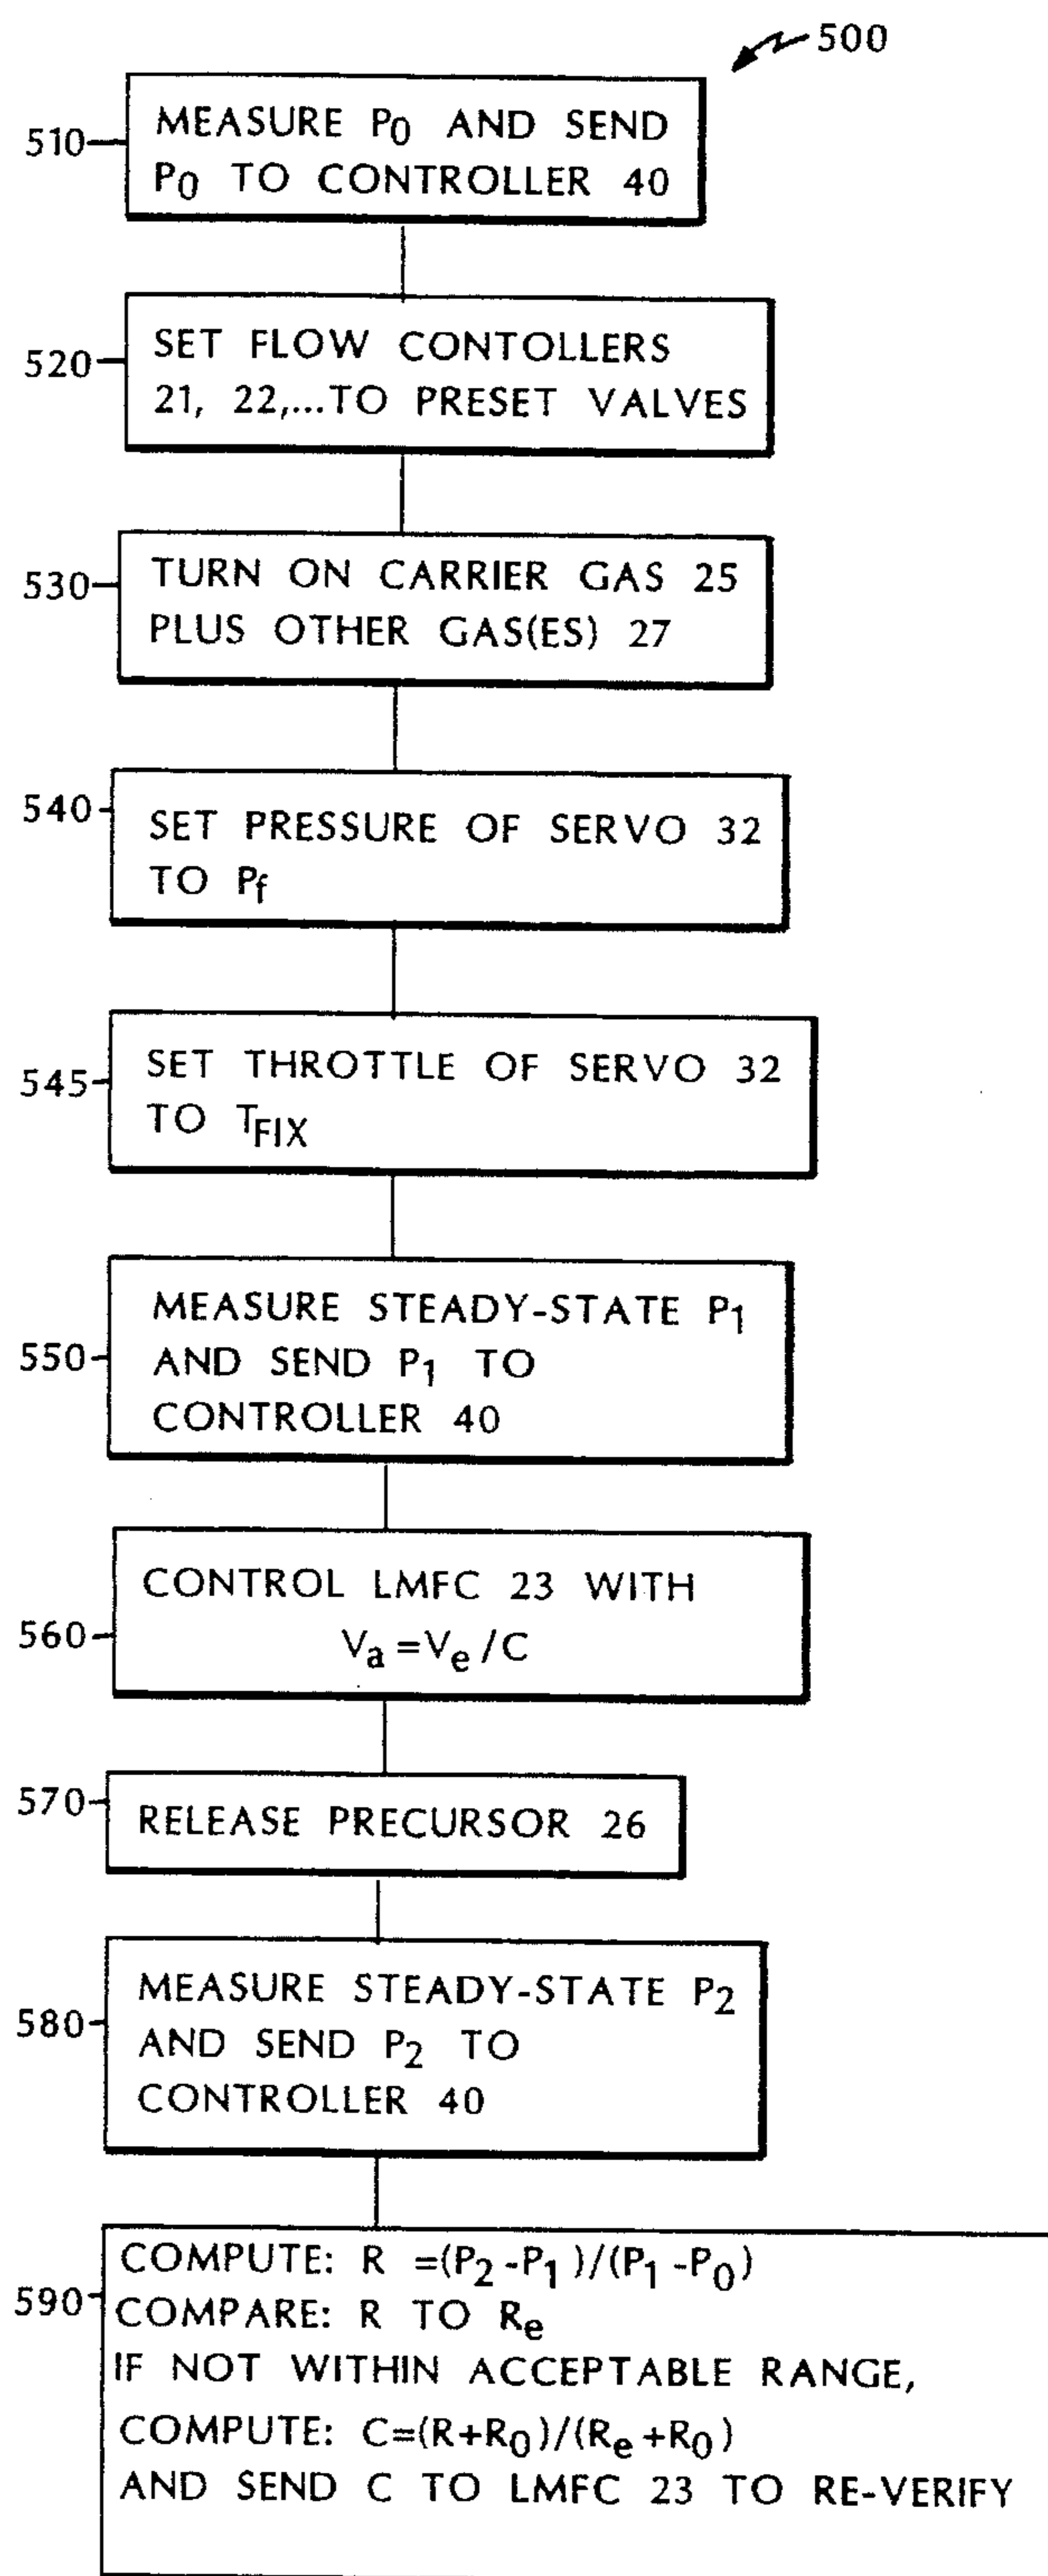 500
510
MEASURE P0 AND SEND
P0 TO CONTROLLER 40
520
SET FLOW CONTOLLERS
21, 22,...TO PRESET VALVES
530
TURN ON CARRIER GAS 25
PLUS OTHER GAS(ES) 27
540
SET PRESSURE OF SERVO 32
TO Pf
545
SET THROTTLE OF SERVO 32
TO TFIX
550
MEASURE STEADY-STATE P1
AND SEND P1 TO
CONTROLLER 40
560
CONTROL LMFC 23 WITH
Va=Ve/C
570
RELEASE PRECURSOR 26
580
MEASURE STEADY-STATE P2
AND SEND P2 TO
CONTROLLER 40
590
COMPUTE: R =(P2-P1)/(P1-P0)
COMPARE: R TO Re
IF NOT WITHIN ACCEPTABLE RANGE,
COMPUTE: C=(R+R0)/(Re+R0)
AND SEND C TO LMFC 23 TO RE-VERIFY